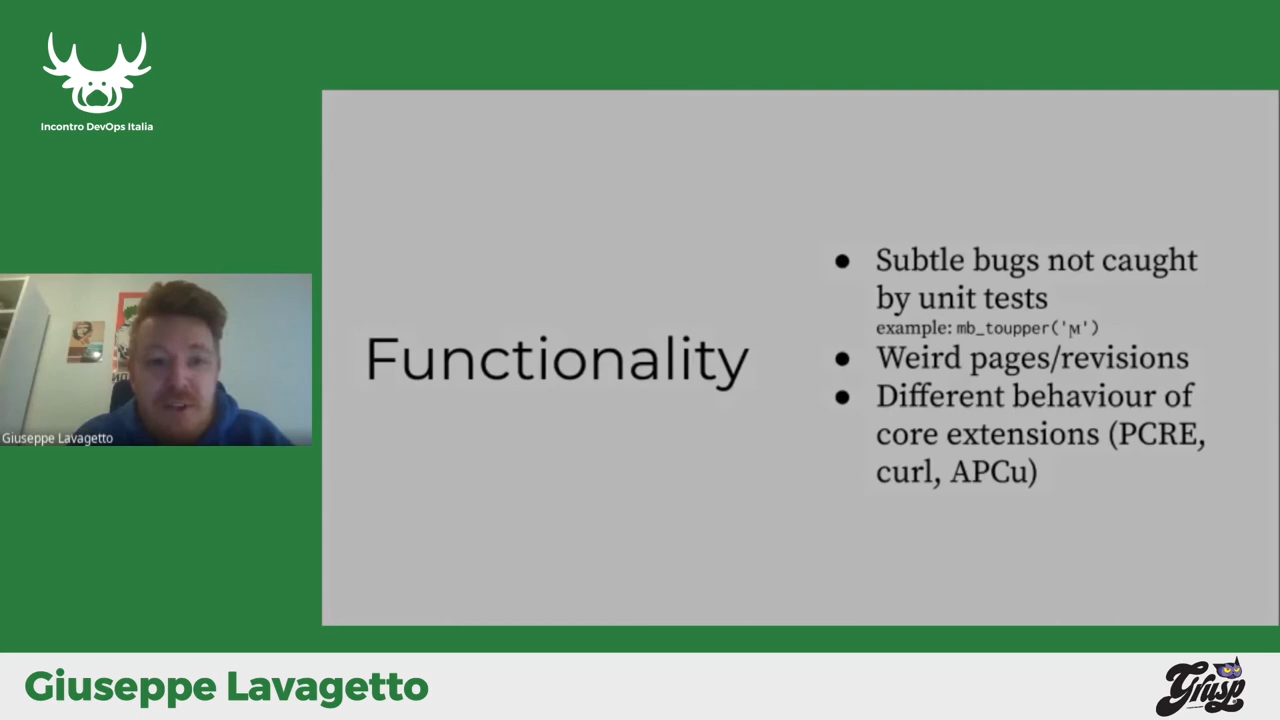 Incontro DevOps Italia
Functionality
● Subtle bugs not caught
by unit tests
example: mb_toupper('ϻ')
● Weird pages/revisions
● Different behaviour of
core extensions (PCRE,
curl, APCu)
Giuseppe Lavagetto
Giuseppe Lavagetto
Grusp